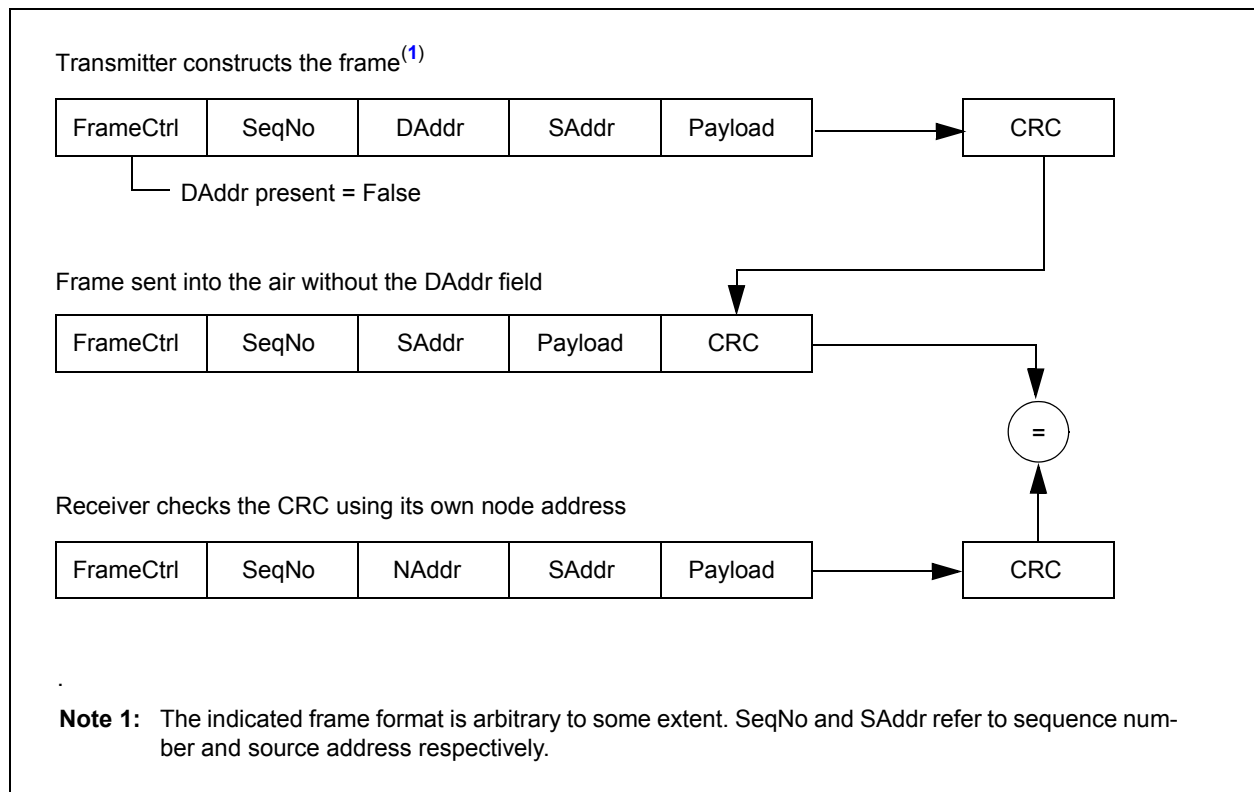 Transmitter constructs the frame(1)
FrameCtrl SeqNo DAddr SAddr Payload CRC
DAddr present = False
Frame sent into the air without the DAddr field
FrameCtrl SeqNo SAddr Payload CRC
=
Receiver checks the CRC using its own node address
FrameCtrl SeqNo NAddr SAddr Payload CRC
.
Note 1: The indicated frame format is arbitrary to some extent. SeqNo and SAddr refer to sequence num-
ber and source address respectively.